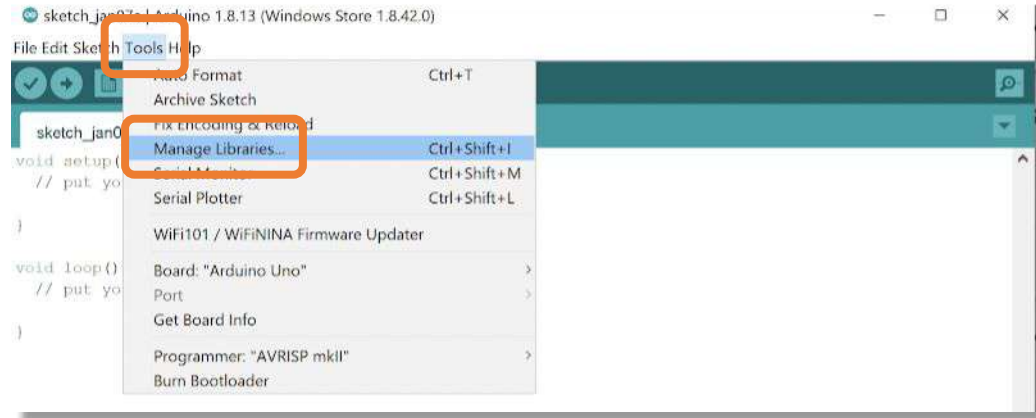 sketch_jan07a | Arduino 1.8.13 (Windows Store 1.8.42.0)
File Edit Sketch Tools Help
Auto Format Ctrl+T
Archive Sketch
Fix Encoding & Reload
sketch_jan0
Manage Libraries... Ctrl+Shift+I
void setup(
Serial Monitor Ctrl+Shift+M
// put yo
Serial Plotter Ctrl+Shift+L
}
WiFi101 / WiFiNINA Firmware Updater
void loop()
Board: "Arduino Uno"
// put yo
Port
Get Board Info
}
Programmer: "AVRISP mkII"
Burn Bootloader